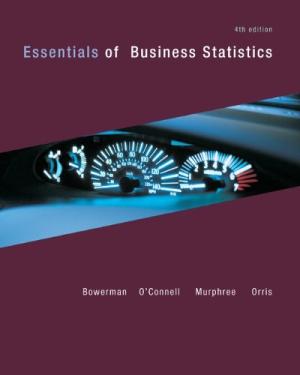 4th edition
Essentials of Business Statistics
Bowerman O'Connell Murphree Orris